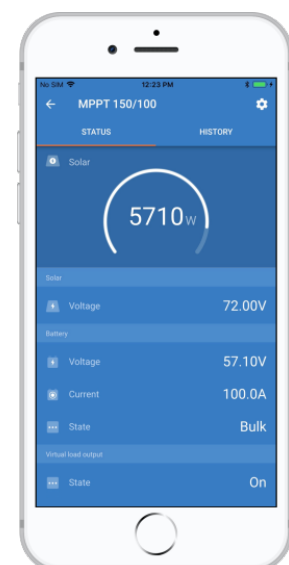 No SIM 12:23 PM
MPPT 150/100
STATUS HISTORY
Solar
5710W
Solar
Voltage 72.00V
Battery
Voltage 57.10V
Current 100.0A
State Bulk
Virtual load output
State On